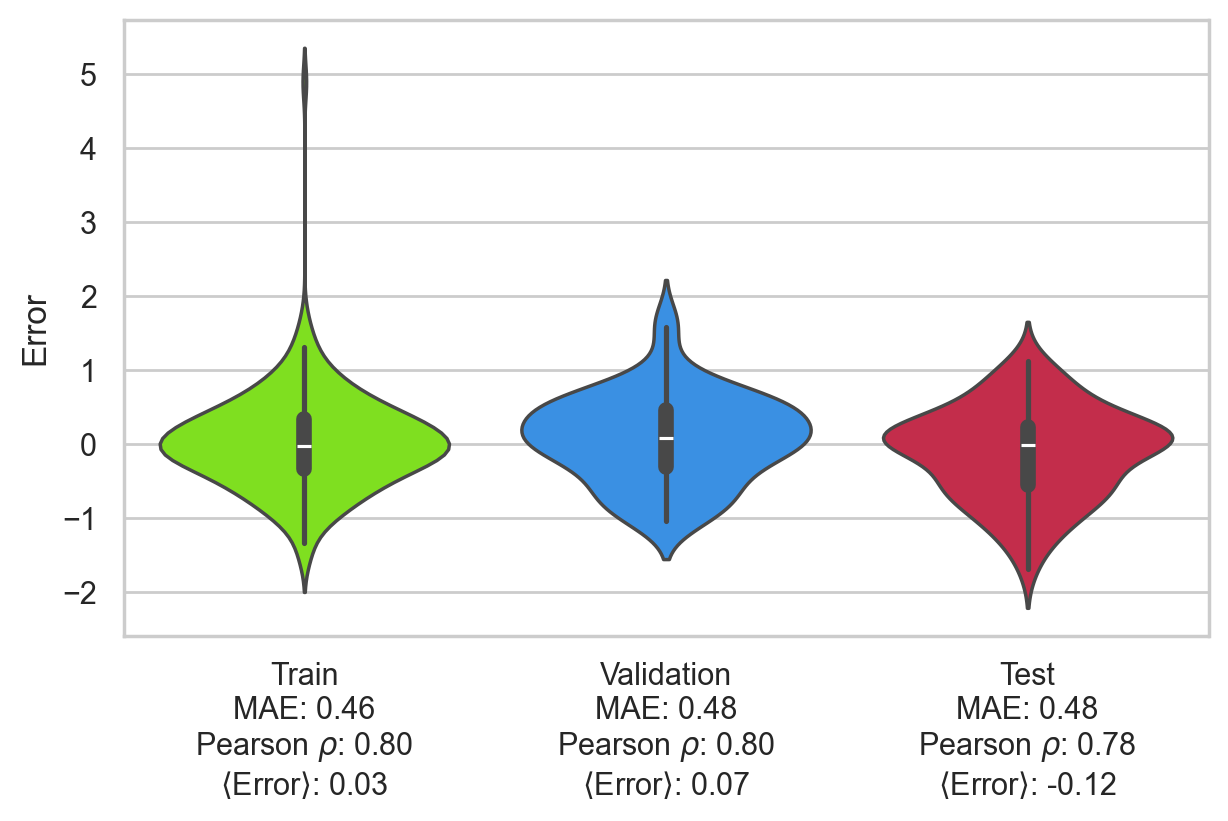 Error
5
4
3
2
1
0
−1
−2
Train
MAE: 0.46
Pearson ρ: 0.80
⟨Error⟩: 0.03
Validation
MAE: 0.48
Pearson ρ: 0.80
⟨Error⟩: 0.07
Test
MAE: 0.48
Pearson ρ: 0.78
⟨Error⟩: -0.12